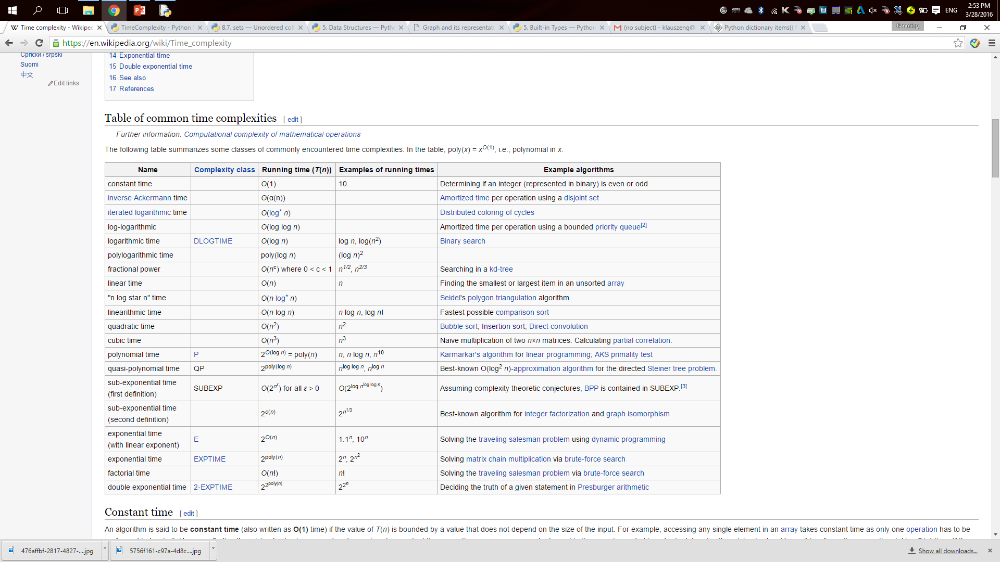 2:53 PM
ENG
3/28/2016
Time complexity - Wikipec
TimeComplexity - Python
8.7. sets — Unordered col
5. Data Structures — Pytho
Graph and its representati
5. Built-in Types — Python
(no subject) - klauszeng@
Python dictionary items()
Jianming
https://en.wikipedia.org/wiki/Time_complexity
Српски / srpski
Suomi
中文
Edit links
14 Exponential time
15 Double exponential time
16 See also
17 References
Table of common time complexities [ edit ]
Further information: Computational complexity of mathematical operations
The following table summarizes some classes of commonly encountered time complexities. In the table, poly(x) = x^O(1), i.e., polynomial in x.
Name Complexity class Running time (T(n)) Examples of running times Example algorithms
constant time O(1) 10 Determining if an integer (represented in binary) is even or odd
inverse Ackermann time O(α(n)) Amortized time per operation using a disjoint set
iterated logarithmic time O(log* n) Distributed coloring of cycles
log-logarithmic O(log log n) Amortized time per operation using a bounded priority queue[2]
logarithmic time DLOGTIME O(log n) log n, log(n²) Binary search
polylogarithmic time poly(log n) (log n)²
fractional power O(n^c) where 0 < c < 1 n^1/2, n^2/3 Searching in a kd-tree
linear time O(n) n Finding the smallest or largest item in an unsorted array
"n log star n" time O(n log* n) Seidel's polygon triangulation algorithm.
linearithmic time O(n log n) n log n, log n! Fastest possible comparison sort
quadratic time O(n²) n² Bubble sort; Insertion sort; Direct convolution
cubic time O(n³) n³ Naive multiplication of two n×n matrices. Calculating partial correlation.
polynomial time P 2^O(log n) = poly(n) n, n log n, n^10 Karmarkar's algorithm for linear programming; AKS primality test
quasi-polynomial time QP 2^poly(log n) n^log log n, n^log n Best-known O(log² n)-approximation algorithm for the directed Steiner tree problem.
sub-exponential time
(first definition) SUBEXP O(2^n^ε) for all ε > 0 O(2^log n^log log n) Assuming complexity theoretic conjectures, BPP is contained in SUBEXP.[3]
sub-exponential time
(second definition) 2^o(n) 2^n^1/3 Best-known algorithm for integer factorization and graph isomorphism
exponential time
(with linear exponent) E 2^O(n) 1.1^n, 10^n Solving the traveling salesman problem using dynamic programming
exponential time EXPTIME 2^poly(n) 2^n, 2^n^2 Solving matrix chain multiplication via brute-force search
factorial time O(n!) n! Solving the traveling salesman problem via brute-force search
double exponential time 2-EXPTIME 2^2^poly(n) 2^2^n Deciding the truth of a given statement in Presburger arithmetic
Constant time [ edit ]
An algorithm is said to be constant time (also written as O(1) time) if the value of T(n) is bounded by a value that does not depend on the size of the input. For example, accessing any single element in an array takes constant time as only one operation has to be
476affbf-2817-4827-....jpg
5756f161-c97a-4d8c....jpg
Show all downloads...